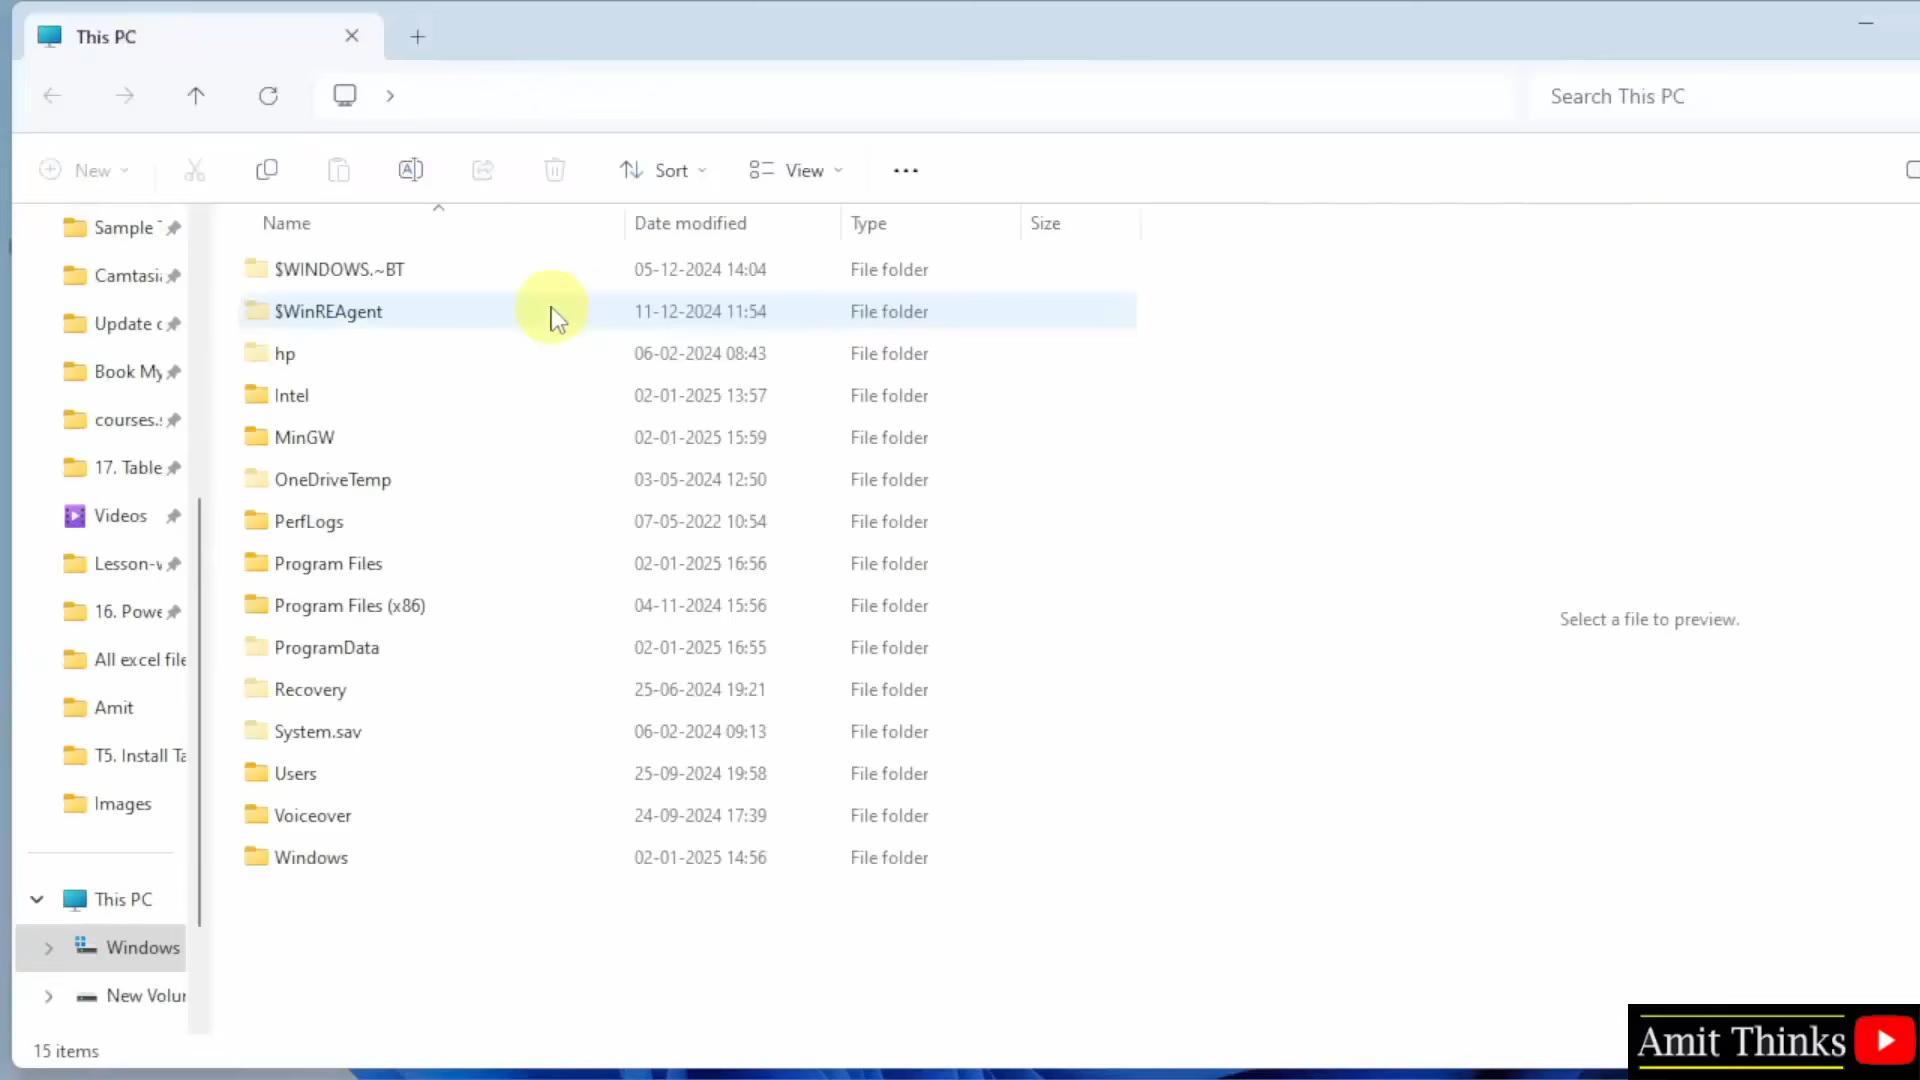 This PC
Search This PC
New
Sort
View
Name
Date modified
Type
Size
Sample
Camtasi
Update c
Book My
courses.
17. Table
Videos
Lesson-v
16. Powe
All excel file
Amit
T5. Install Ta
Images
This PC
Windows
New Volur
$WINDOWS.~BT 05-12-2024 14:04 File folder
$WinREAgent 11-12-2024 11:54 File folder
hp 06-02-2024 08:43 File folder
Intel 02-01-2025 13:57 File folder
MinGW 02-01-2025 15:59 File folder
OneDriveTemp 03-05-2024 12:50 File folder
PerfLogs 07-05-2022 10:54 File folder
Program Files 02-01-2025 16:56 File folder
Program Files (x86) 04-11-2024 15:56 File folder
ProgramData 02-01-2025 16:55 File folder
Recovery 25-06-2024 19:21 File folder
System.sav 06-02-2024 09:13 File folder
Users 25-09-2024 19:58 File folder
Voiceover 24-09-2024 17:39 File folder
Windows 02-01-2025 14:56 File folder
Select a file to preview.
15 items
Amit Thinks